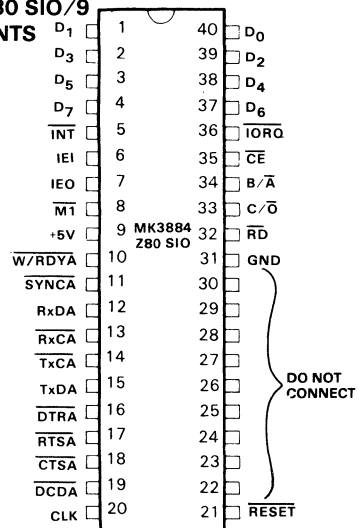 80 SIO/9
NTS
D1 1 40 D0
D3 2 39 D2
D5 3 38 D4
D7 4 37 D6
INT 5 36 IORQ
IEI 6 35 CE
IEO 7 34 B/A
M1 8 33 C/O
+5V 9 MK3884 32 RD
Z80 SIO
W/RDYA 10 31 GND
SYNCA 11 30
RxDA 12 29
RxCA 13 28
TxCA 14 27
TxDA 15 26 DO NOT
CONNECT
DTRA 16 25
RTSA 17 24
CTSA 18 23
DCDA 19 22
CLK 20 21 RESET